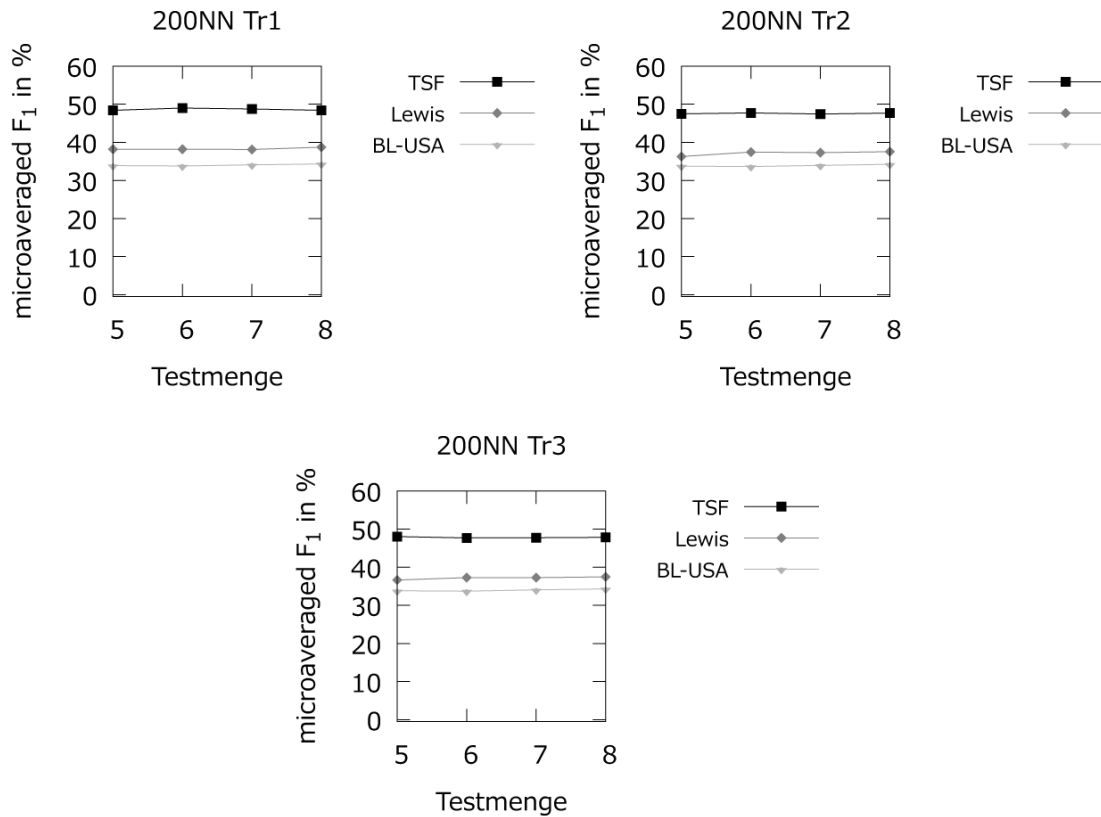 200NN Tr1
microaveraged F1 in %
60
50
40
30
20
10
0
5 6 7 8
Testmenge
TSF
Lewis
BL-USA
200NN Tr2
microaveraged F1 in %
60
50
40
30
20
10
0
5 6 7 8
Testmenge
TSF
Lewis
BL-USA
200NN Tr3
microaveraged F1 in %
60
50
40
30
20
10
0
5 6 7 8
Testmenge
TSF
Lewis
BL-USA